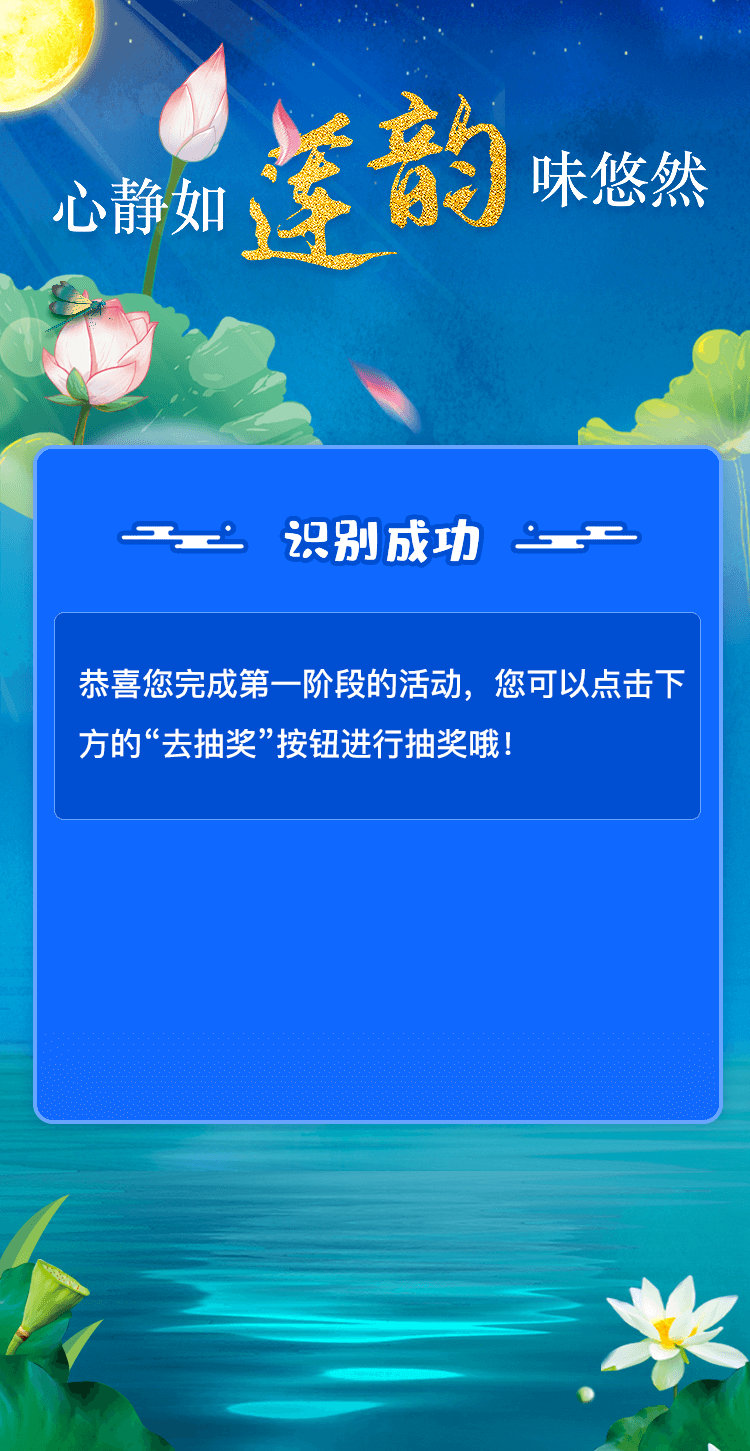 心静如莲韵味悠然
识别成功
恭喜您完成第一阶段的活动，您可以点击下
方的“去抽奖”按钮进行抽奖哦！